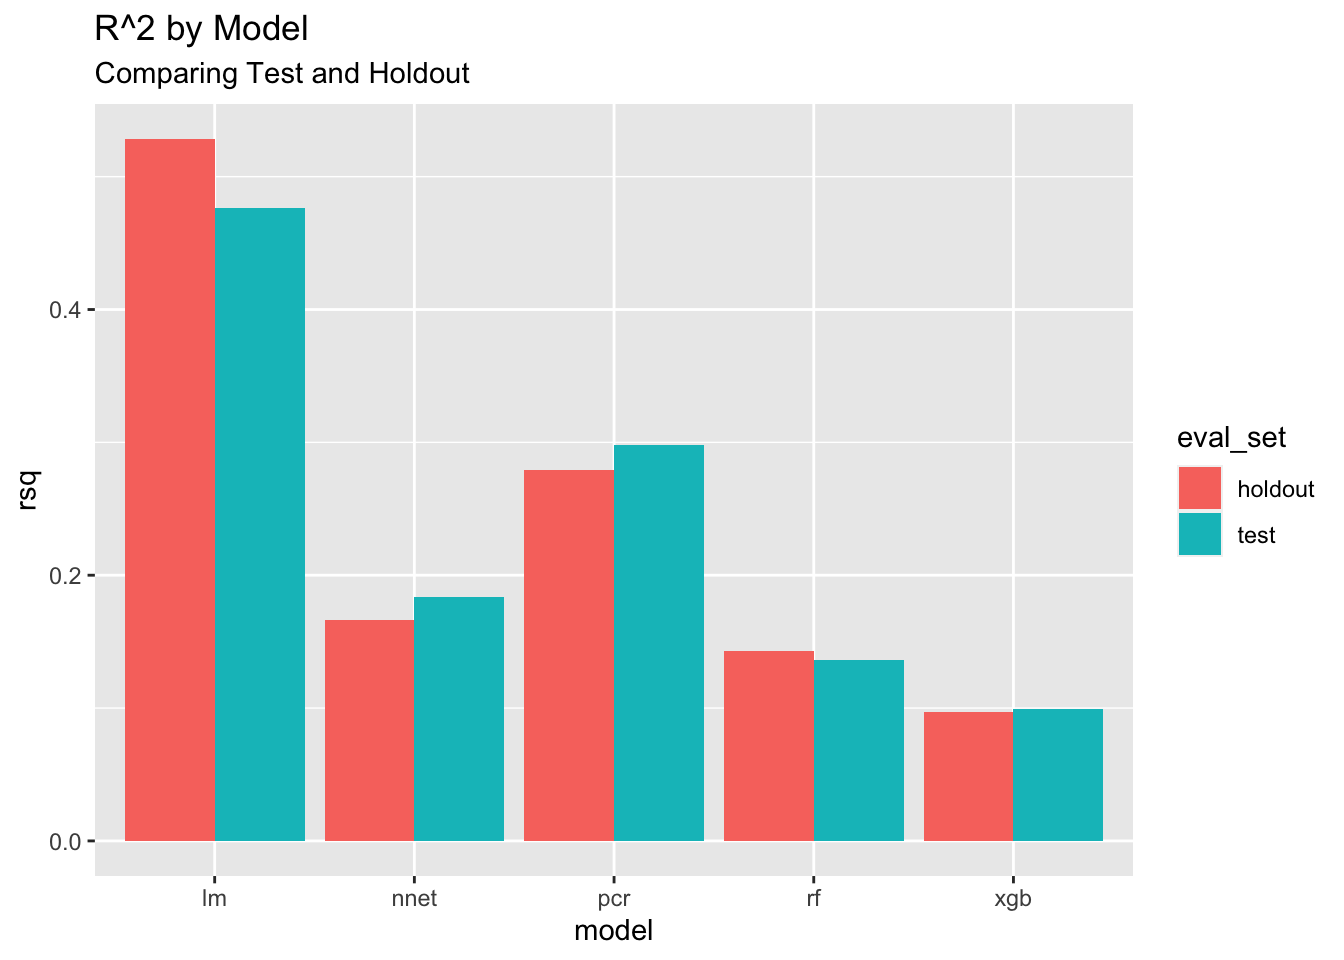 R^2 by Model
Comparing Test and Holdout
rsq
0.4
0.2
0.0
lm nnet pcr rf xgb
model
eval_set
holdout
test